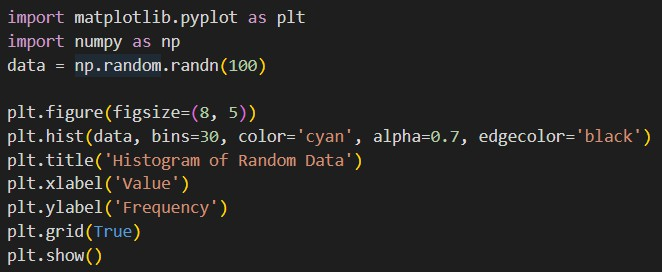 import matplotlib.pyplot as plt
import numpy as np
data = np.random.randn(100)

plt.figure(figsize=(8, 5))
plt.hist(data, bins=30, color='cyan', alpha=0.7, edgecolor='black')
plt.title('Histogram of Random Data')
plt.xlabel('Value')
plt.ylabel('Frequency')
plt.grid(True)
plt.show()